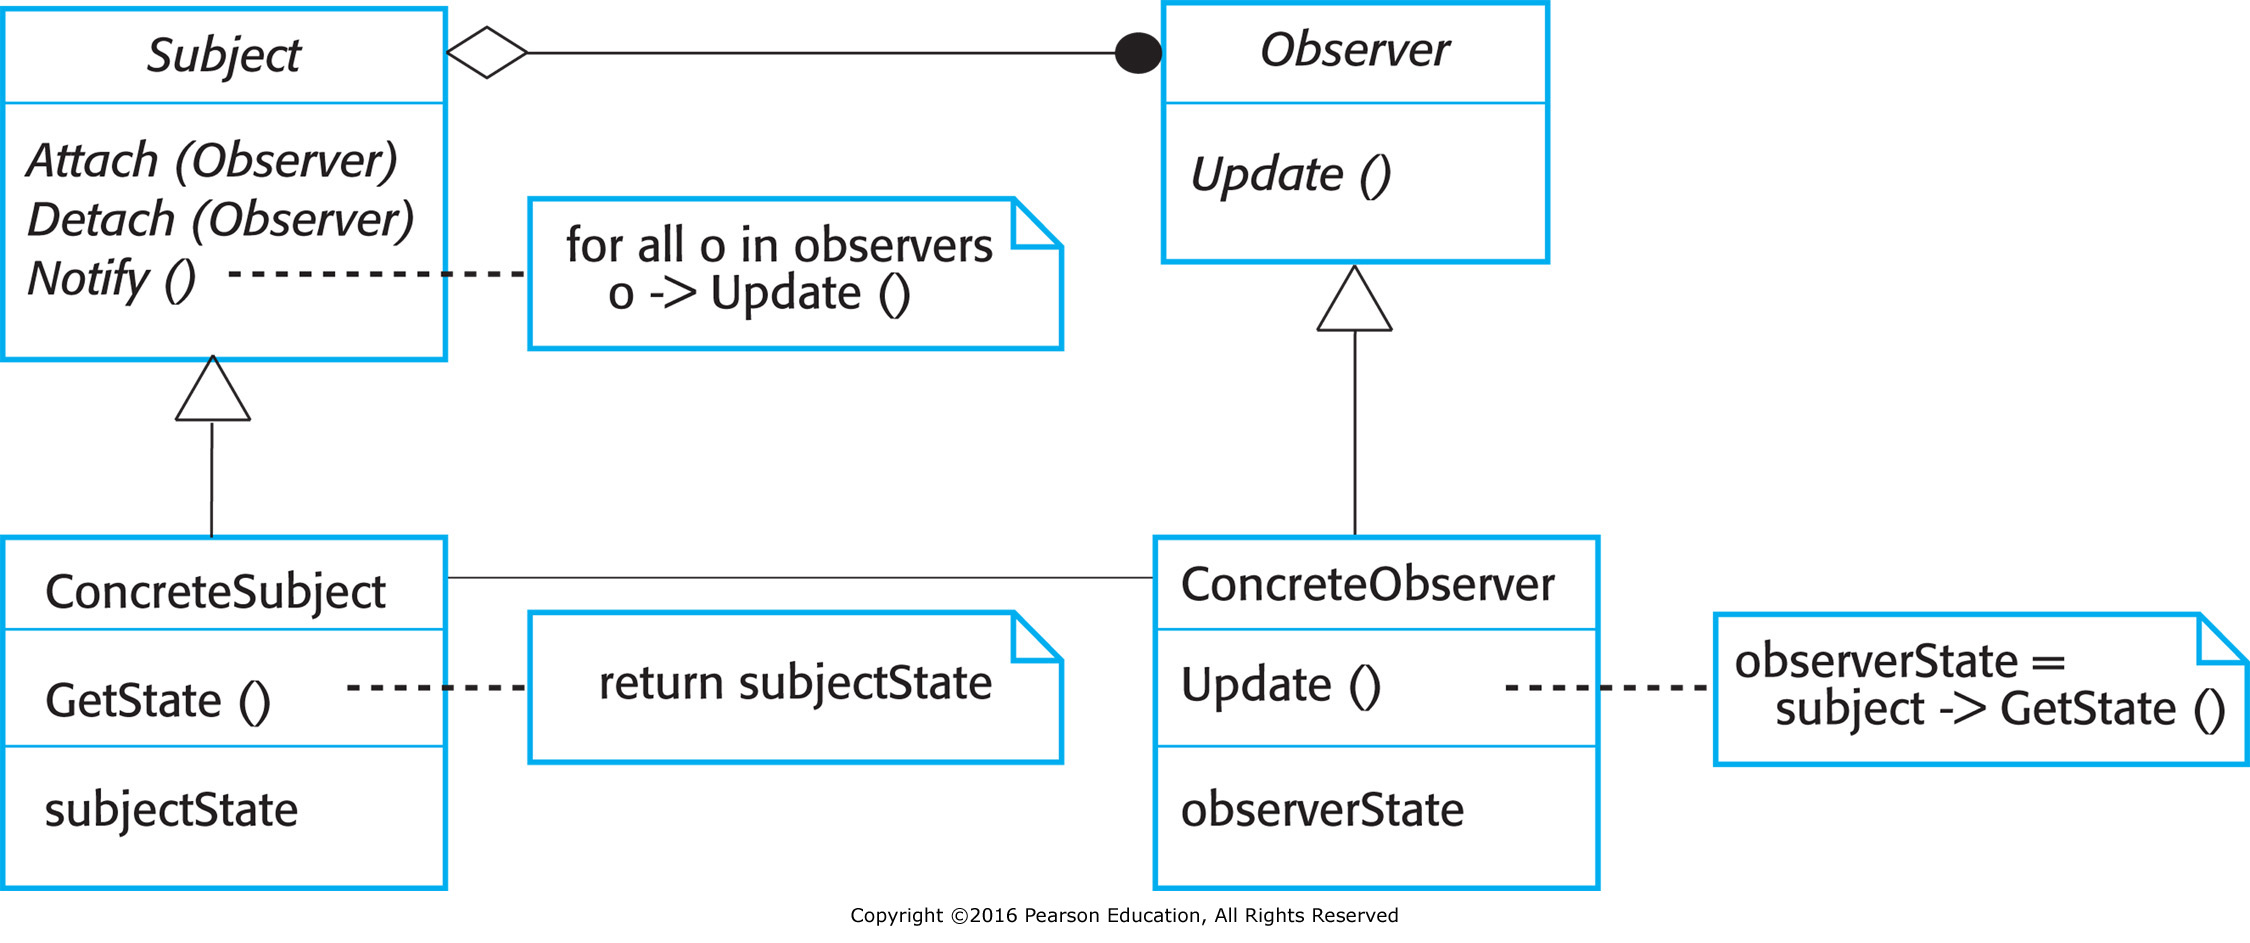 Subject
Attach (Observer)
Detach (Observer)
Notify ()
for all o in observers
o -> Update ()
Observer
Update ()
ConcreteSubject
GetState ()
subjectState
return subjectState
ConcreteObserver
Update ()
observerState
observerState =
subject -> GetState ()
Copyright ©2016 Pearson Education, All Rights Reserved